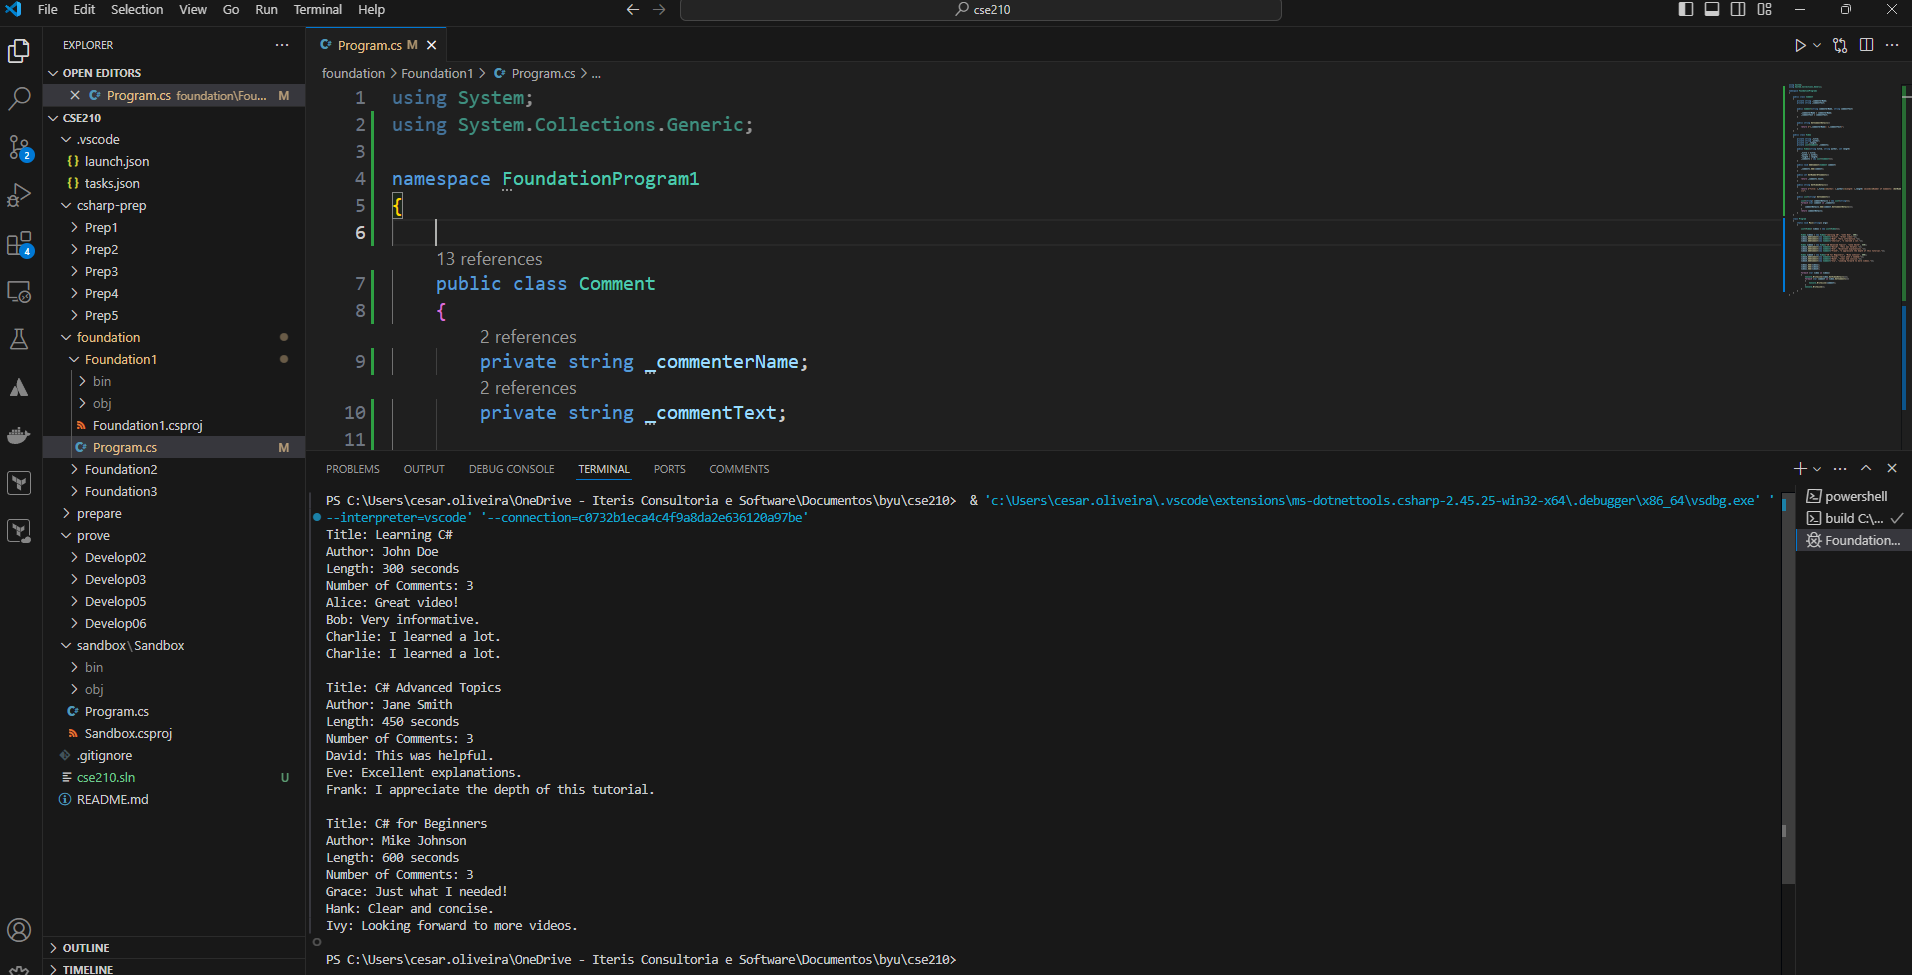 File Edit Selection View Go Run Terminal Help
cse210
EXPLORER
OPEN EDITORS
Program.cs foundation\Fou... M
CSE210
.vscode
{} launch.json
{} tasks.json
csharp-prep
Prep1
Prep2
Prep3
Prep4
Prep5
foundation
Foundation1
bin
obj
Foundation1.csproj
Program.cs M
Foundation2
Foundation3
prepare
prove
Develop02
Develop03
Develop05
Develop06
sandbox\Sandbox
bin
obj
Program.cs
Sandbox.csproj
.gitignore
cse210.sln U
README.md
OUTLINE
TIMELINE
2
4
Program.cs M
foundation > Foundation1 > Program.cs > ...
1 using System;
2 using System.Collections.Generic;
3
4 namespace FoundationProgram1
5 {
6
13 references
7 public class Comment
8 {
2 references
9 private string _commenterName;
2 references
10 private string _commentText;
11
PROBLEMS OUTPUT DEBUG CONSOLE TERMINAL PORTS COMMENTS
PS C:\Users\cesar.oliveira\OneDrive - Iteris Consultoria e Software\Documentos\byu\cse210> & 'c:\Users\cesar.oliveira\.vscode\extensions\ms-dotnettools.csharp-2.45.25-win32-x64\.debugger\x86_64\vsdbg.exe' '
--interpreter=vscode' '--connection=c0732b1eca4c4f9a8da2e636120a97be'
Title: Learning C#
Author: John Doe
Length: 300 seconds
Number of Comments: 3
Alice: Great video!
Bob: Very informative.
Charlie: I learned a lot.
Charlie: I learned a lot.

Title: C# Advanced Topics
Author: Jane Smith
Length: 450 seconds
Number of Comments: 3
David: This was helpful.
Eve: Excellent explanations.
Frank: I appreciate the depth of this tutorial.

Title: C# for Beginners
Author: Mike Johnson
Length: 600 seconds
Number of Comments: 3
Grace: Just what I needed!
Hank: Clear and concise.
Ivy: Looking forward to more videos.

PS C:\Users\cesar.oliveira\OneDrive - Iteris Consultoria e Software\Documentos\byu\cse210>
powershell
build C:\...
Foundation...